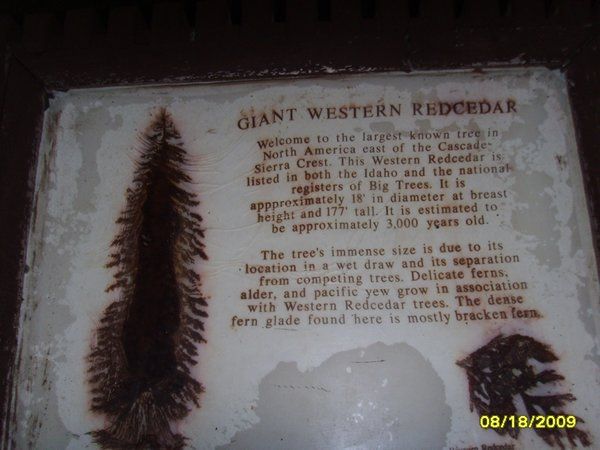 GIANT WESTERN REDCEDAR
Welcome to the largest known tree in
North America east of the Cascade-
Sierra Crest. This Western Redcedar is
listed in both the Idaho and the national
registers of Big Trees. It is
appproximately 18' in diameter at breast
height and 177' tall. It is estimated to
be approximately 3,000 years old.
The tree's immense size is due to its
location in a wet draw and its separation
from competing trees. Delicate ferns,
alder, and pacific yew grow in association
with Western Redcedar trees. The dense
fern glade found here is mostly bracken fern.
Western Redcedar
08/18/2009